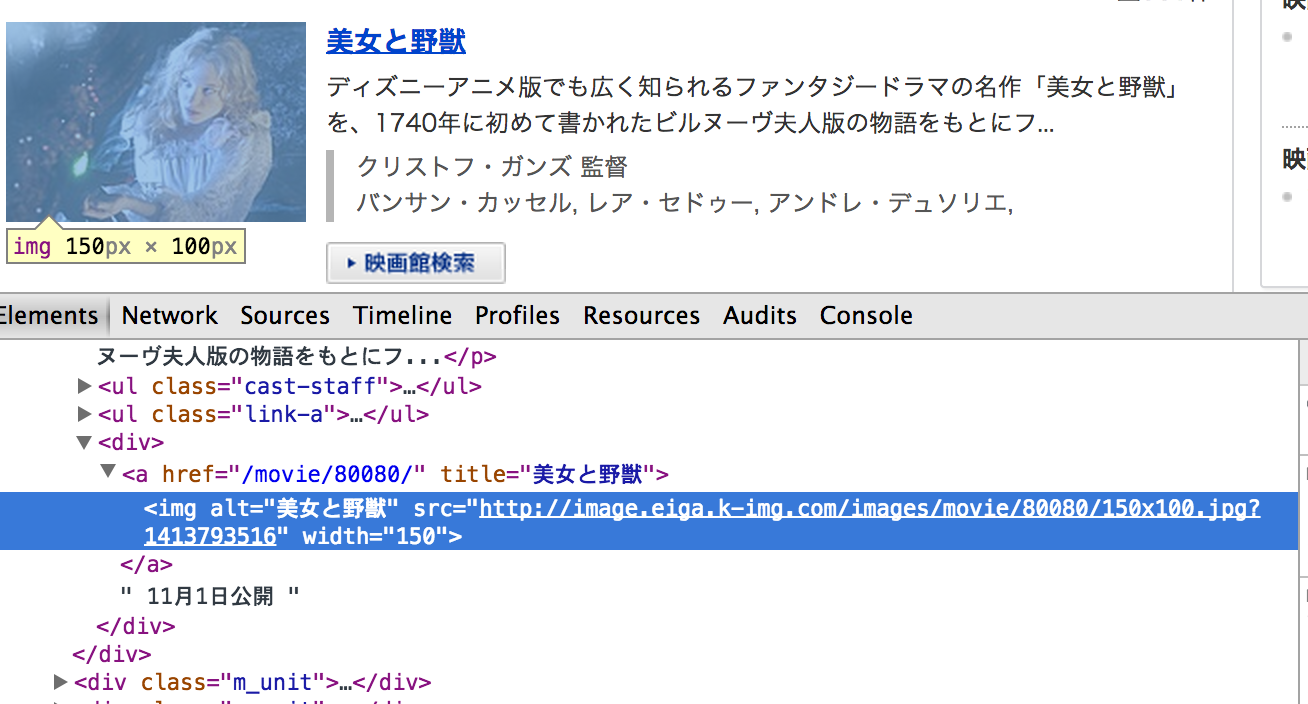 美女と野獣
ディズニーアニメ版でも広く知られるファンタジードラマの名作「美女と野獣」
を、1740年に初めて書かれたビルヌーヴ夫人版の物語をもとにフ...
クリストフ・ガンズ 監督
バンサン・カッセル, レア・セドゥー, アンドレ・デュソリエ,
img 150px × 100px
映画館検索
映
Elements Network Sources Timeline Profiles Resources Audits Console
ヌーヴ夫人版の物語をもとにフ...</p>
▶<ul class="cast-staff">…</ul>
▶<ul class="link-a">…</ul>
▼<div>
▼<a href="/movie/80080/" title="美女と野獣">
<img alt="美女と野獣" src="http://image.eiga.k-img.com/images/movie/80080/150x100.jpg?
1413793516" width="150">
</a>
" 11月1日公開 "
</div>
</div>
▶<div class="m_unit">…</div>